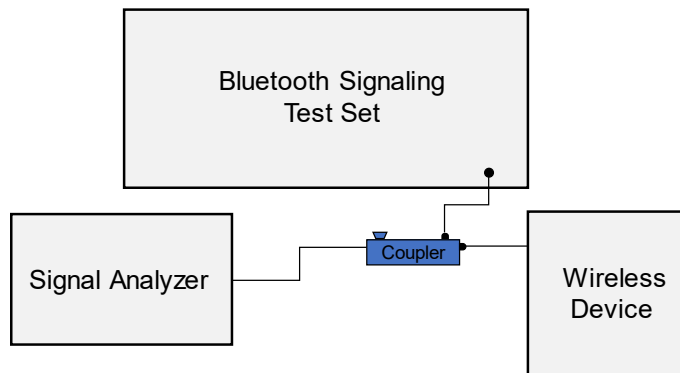 Bluetooth Signaling
Test Set
Signal Analyzer
Coupler
Wireless
Device